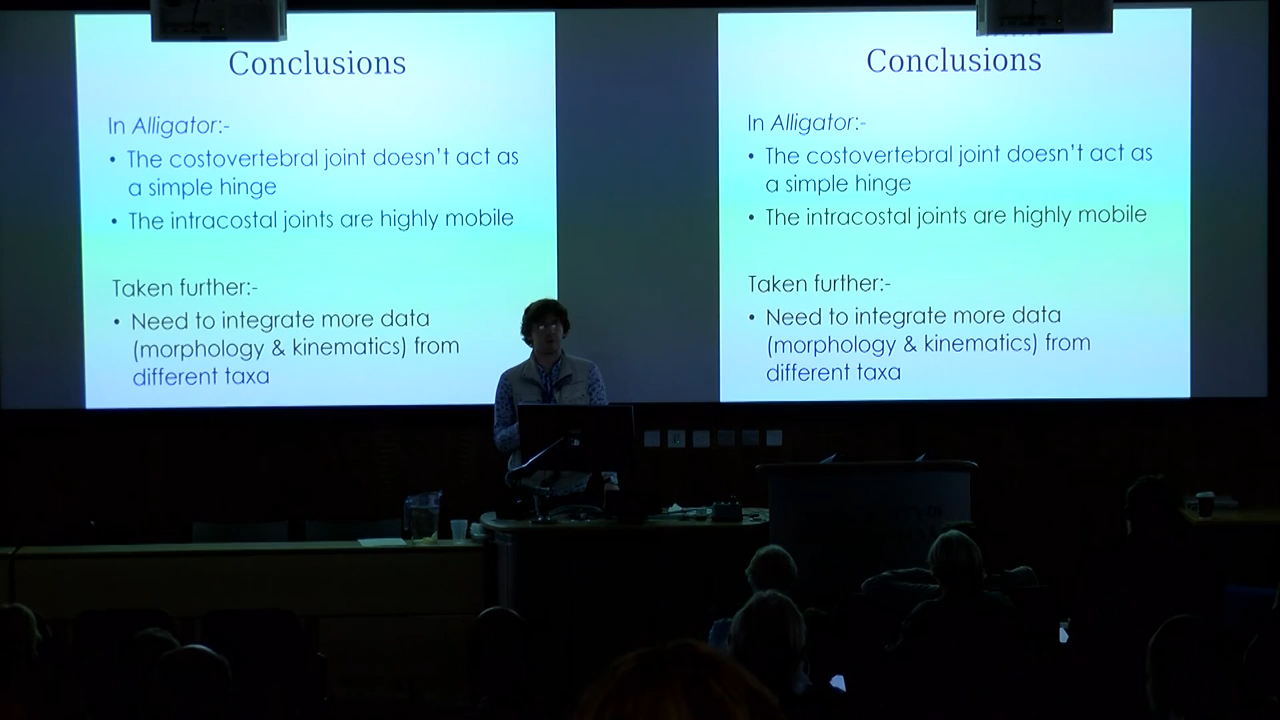 Conclusions
In Alligator:-
• The costovertebral joint doesn't act as
a simple hinge
• The intracostal joints are highly mobile
Taken further:-
• Need to integrate more data
(morphology & kinematics) from
different taxa
Conclusions
In Alligator:-
• The costovertebral joint doesn't act as
a simple hinge
• The intracostal joints are highly mobile
Taken further:-
• Need to integrate more data
(morphology & kinematics) from
different taxa